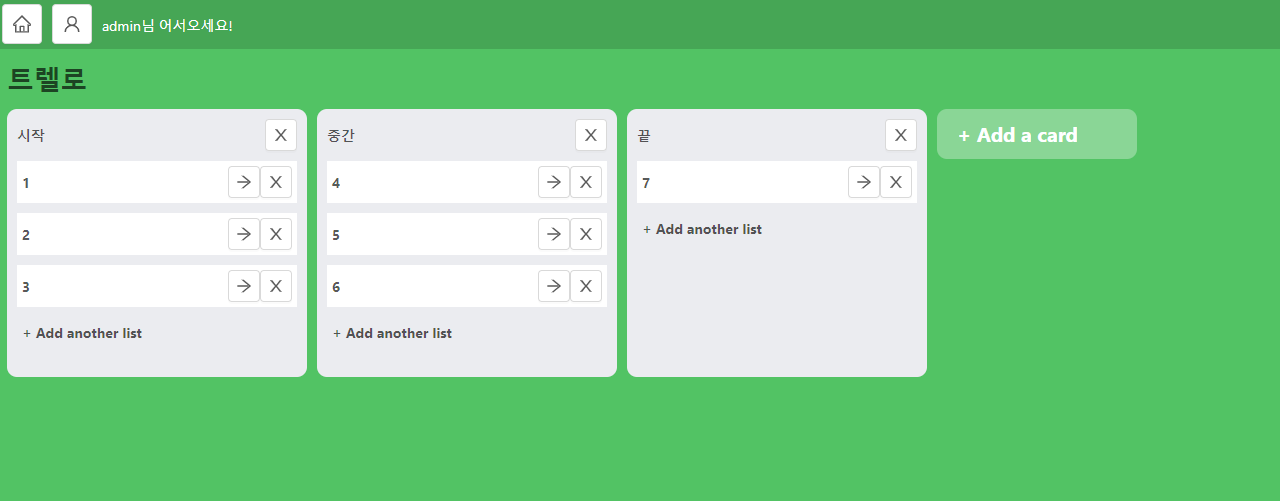 admin님 어서오세요!
트렐로
시작 X
1 X
2 X
3 X
+ Add another list
중간 X
4 X
5 X
6 X
+ Add another list
끝 X
7 X
+ Add another list
+ Add a card